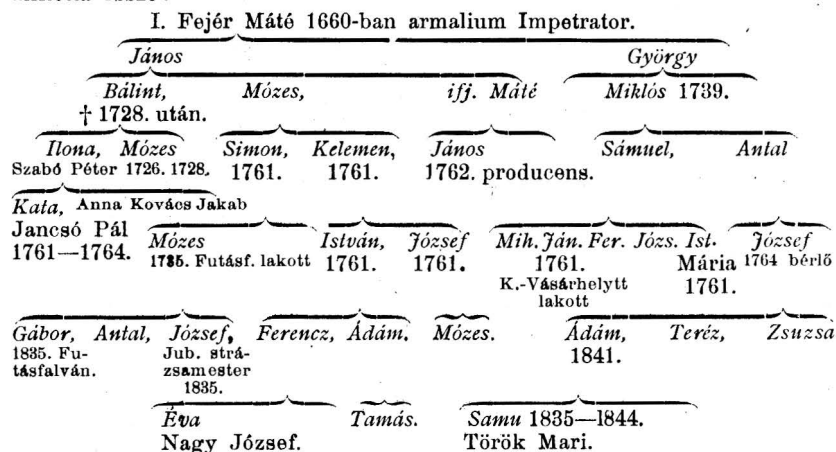 I. Fejér Máté 1660-ban armalium Impetrator.
János György
Bálint, Mózes, ifj. Máté Miklós 1739.
† 1728. után.
Ilona, Mózes Simon, Kelemen, János Sámuel, Antal
Szabó Péter 1726. 1728. 1761. 1761. 1762. producens.
Kata, Anna Kovács Jakab
Jancsó Pál Mózes István, József Mih. Ján. Fer. Józs. Ist. József
1761—1764. 1785. Futásf. lakott 1761. 1761. 1761. Mária 1764 bérlő
K.-Vásárhelytt 1761.
lakott
Gábor, Antal, József, Ferencz, Ádám, Mózes. Ádám, Teréz, Zsuzsa
1835. Fu- Jub. strá- 1841.
tásfalván. zsamester
1835.
Éva Tamás. Samu 1835—1844.
Nagy József. Török Mari.